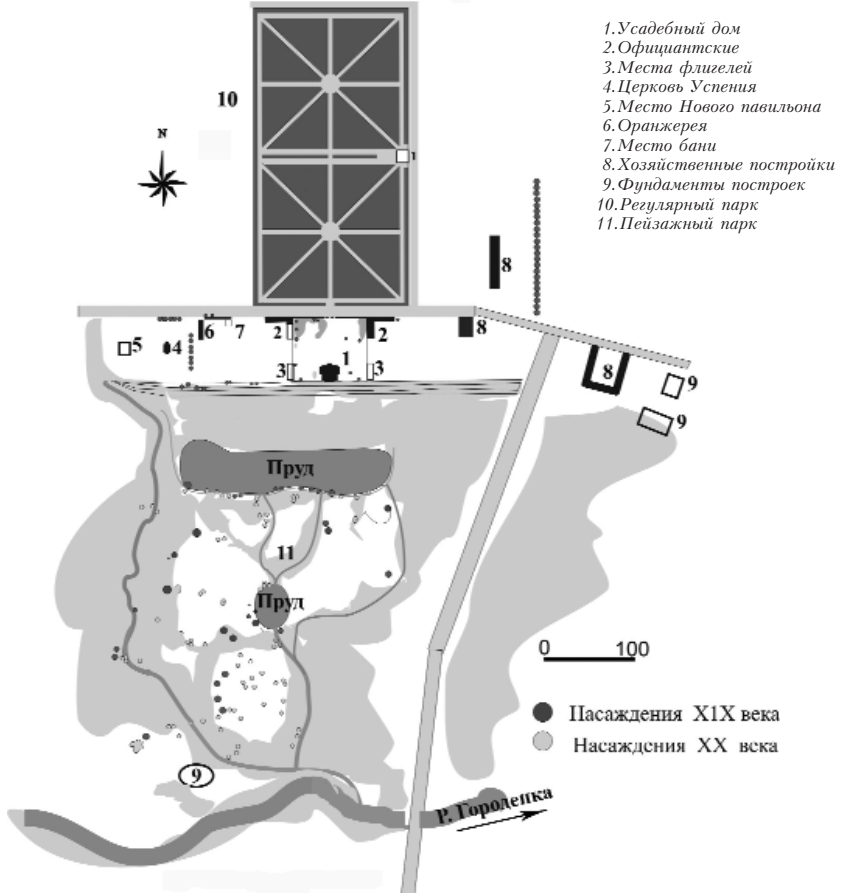 1.Усадебный дом
2.Официантские
3.Места флигелей
4.Церковь Успения
5.Место Нового павильона
6.Оранжерея
7.Место бани
8.Хозяйственные постройки
9.Фундаменты построек
10.Регулярный парк
11.Пейзажный парк
10
N
1
8
5
4
6
7
2
2
8
1
3
3
8
9
9
Пруд
11
Пруд
0 100
Пасаждения X1X века
Насаждения XX века
9
Р. Городенка